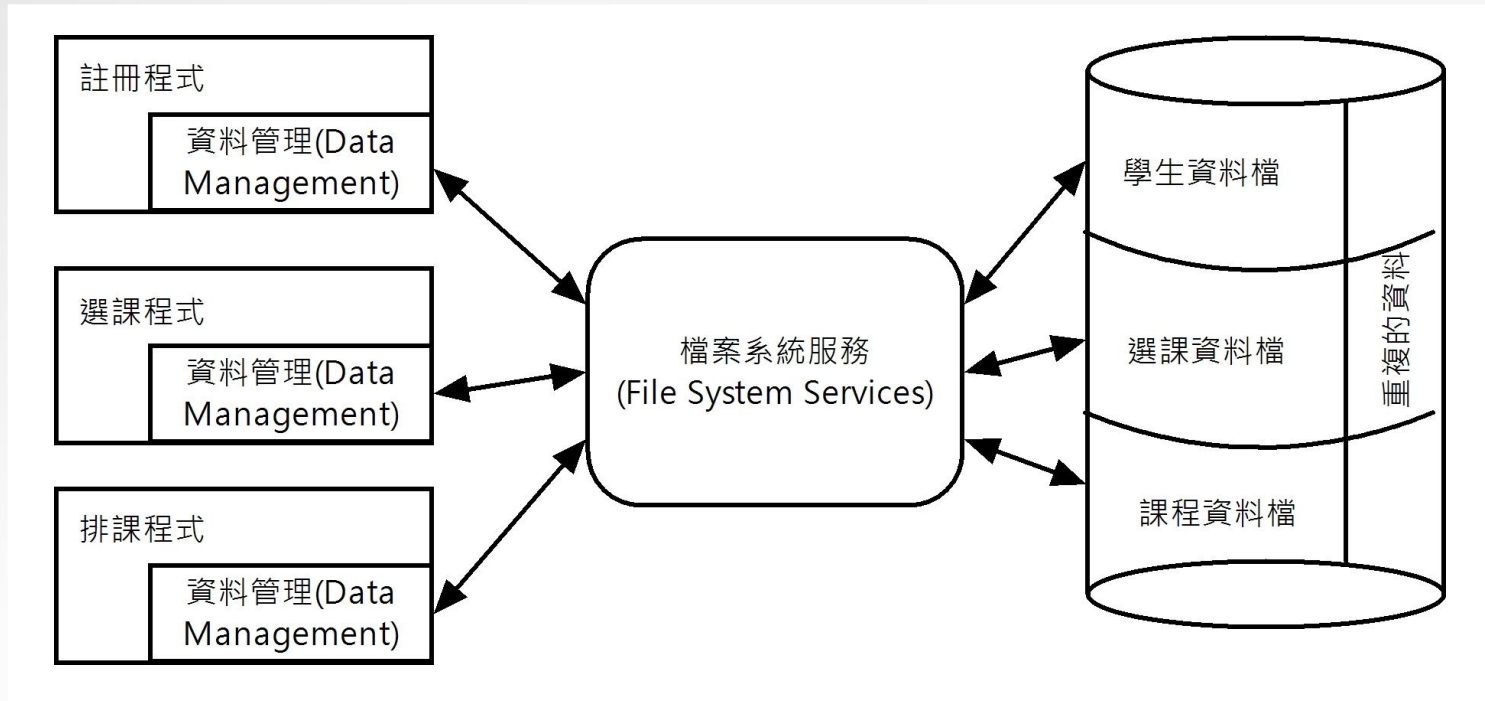 註冊程式
資料管理(Data
Management)
選課程式
資料管理(Data
Management)
排課程式
資料管理(Data
Management)
檔案系統服務
(File System Services)
學生資料檔
選課資料檔
課程資料檔
重複的資料